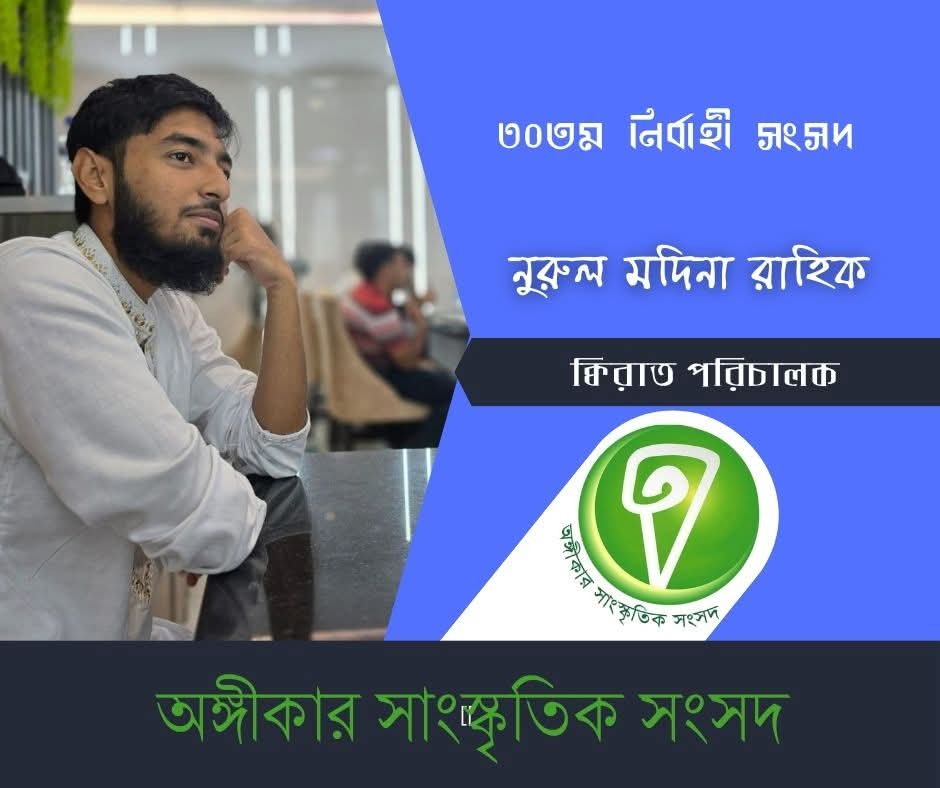 ৩০তম নির্বাহী সংসদ
নুরুল মদিনা রাহিক
ক্বিরাত পরিচালক
অঙ্গীকার সাংস্কৃতিক সংসদ
অঙ্গীকার সাংস্কৃতিক সংসদ